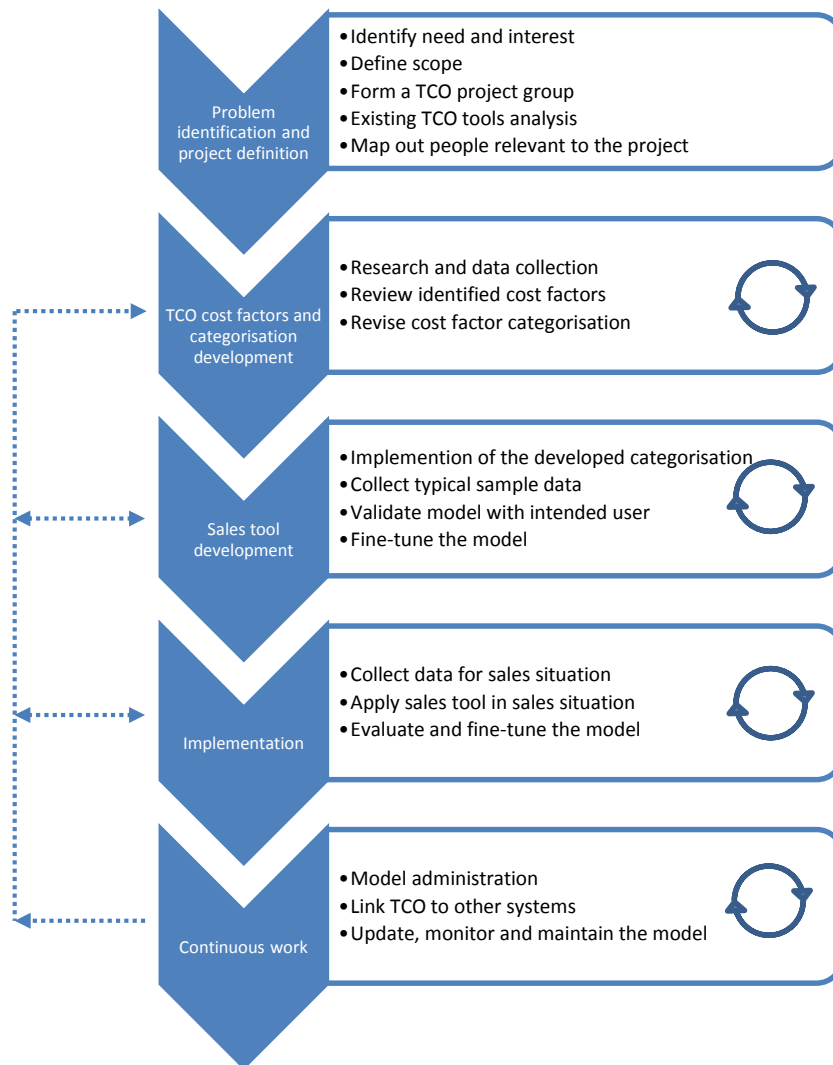 •Identify need and interest
•Define scope
•Form a TCO project group
•Existing TCO tools analysis
•Map out people relevant to the project
Problem
identification and
project definition
•Research and data collection
•Review identified cost factors
•Revise cost factor categorisation
TCO cost factors and
categorisation
development
•Implemention of the developed categorisation
•Collect typical sample data
•Validate model with intended user
•Fine-tune the model
Sales tool
development
•Collect data for sales situation
•Apply sales tool in sales situation
•Evaluate and fine-tune the model
Implementation
•Model administration
•Link TCO to other systems
•Update, monitor and maintain the model
Continuous work